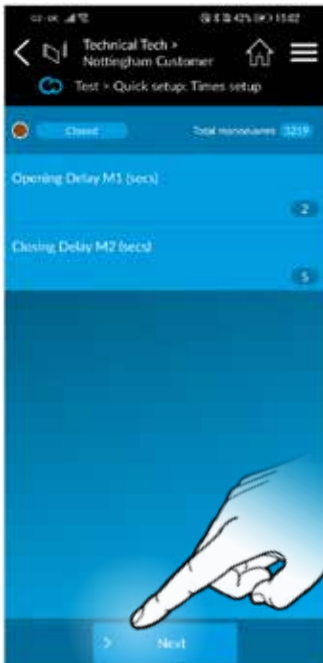 Technical Tech >
Nottingham Customer
Test > Quick setup: Times setup
Closed
Total manoeuvres 3219
Opening Delay M1 (secs)
2
Closing Delay M2 (secs)
5
> Next